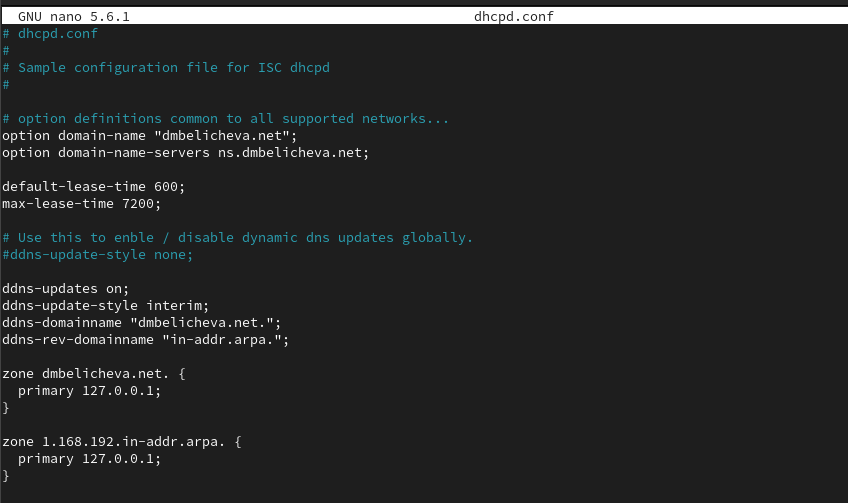 GNU nano 5.6.1 dhcpd.conf
# dhcpd.conf
#
# Sample configuration file for ISC dhcpd
#
# option definitions common to all supported networks...
option domain-name "dmbelicheva.net";
option domain-name-servers ns.dmbelicheva.net;
default-lease-time 600;
max-lease-time 7200;
# Use this to enble / disable dynamic dns updates globally.
#ddns-update-style none;
ddns-updates on;
ddns-update-style interim;
ddns-domainname "dmbelicheva.net.";
ddns-rev-domainname "in-addr.arpa.";
zone dmbelicheva.net. {
  primary 127.0.0.1;
}
zone 1.168.192.in-addr.arpa. {
  primary 127.0.0.1;
}